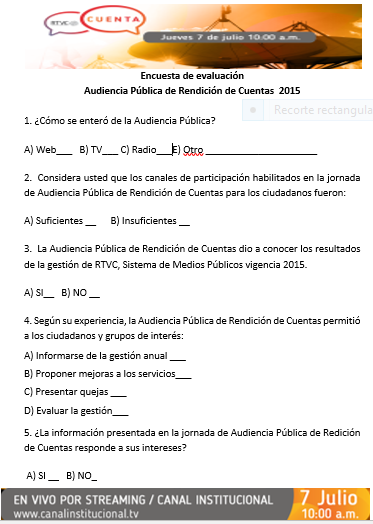 RTVC CUENTA
Jueves 7 de julio 10:00 a.m.
Encuesta de evaluación
Audiencia Pública de Rendición de Cuentas 2015
Recorte rectangula
1. ¿Cómo se enteró de la Audiencia Pública?
A) Web___ B) TV___ C) Radio___E) Qtro ______________________
2. Considera usted que los canales de participación habilitados en la jornada
de Audiencia Pública de Rendición de Cuentas para los ciudadanos fueron:
A) Suficientes __ B) Insuficientes __
3. La Audiencia Pública de Rendición de Cuentas dio a conocer los resultados
de la gestión de RTVC, Sistema de Medios Públicos vigencia 2015.
A) SI__ B) NO __
4. Según su experiencia, la Audiencia Pública de Rendición de Cuentas permitió
a los ciudadanos y grupos de interés:
A) Informarse de la gestión anual ___
B) Proponer mejoras a los servicios___
C) Presentar quejas ___
D) Evaluar la gestión___
5. ¿La información presentada en la jornada de Audiencia Pública de Redición
de Cuentas responde a sus intereses?
A) SI __ B) NO_
EN VIVO POR STREAMING / CANAL INSTITUCIONAL
www.canalinstitucional.tv
7 Julio
10:00 a.m.